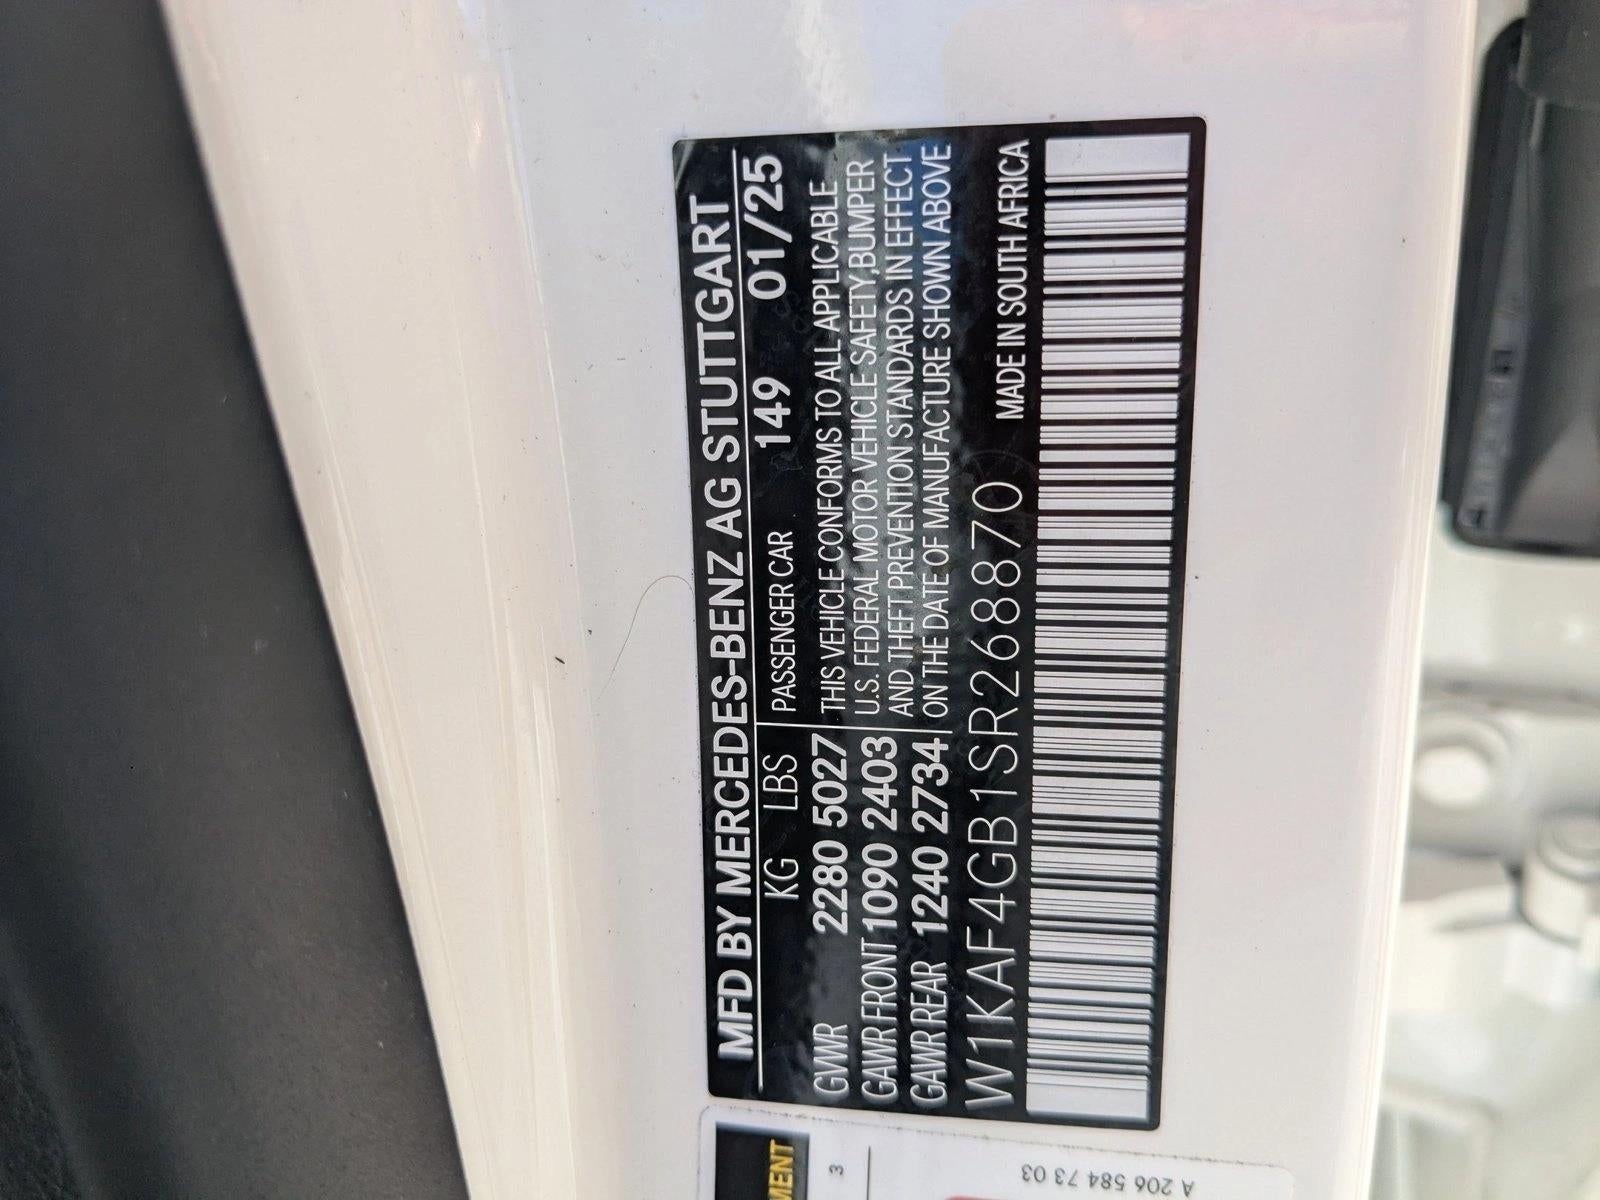 MFD BY MERCEDES-BENZ AG STUTTGART
KG LBS PASSENGER CAR 149 01/25
GVWR 2280 5027 THIS VEHICLE CONFORMS TO ALL APPLICABLE
U.S. FEDERAL MOTOR VEHICLE SAFETY,BUMPER
GAWR FRONT 1090 2403 AND THEFT PREVENTION STANDARDS IN EFFECT
GAWR REAR 1240 2734 ON THE DATE OF MANUFACTURE SHOWN ABOVE
W1KAF4GB1SR268870 MADE IN SOUTH AFRICA
3
A 206 584 73 03